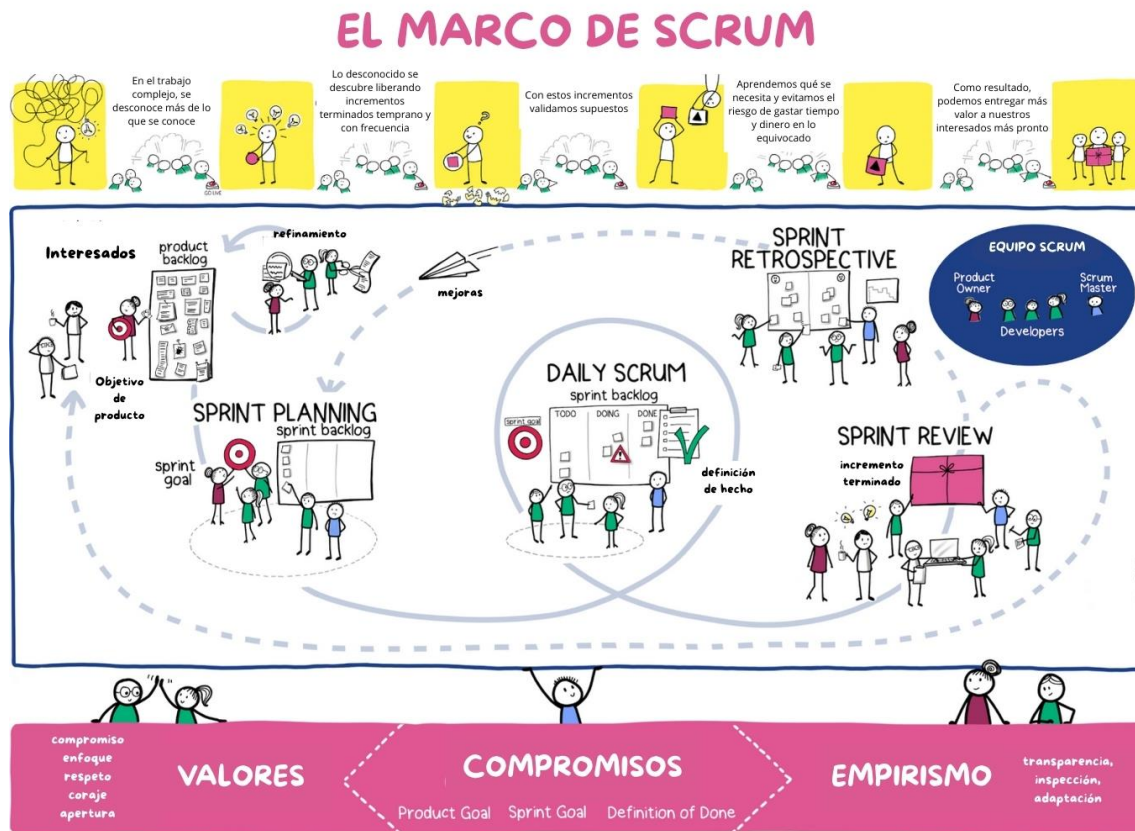 EL MARCO DE SCRUM
En el trabajo
complejo, se
desconoce más de lo
que se conoce
GO LIVE
Lo desconocido se
descubre liberando
incrementos
terminados temprano y
con frecuencia
Con estos incrementos
validamos supuestos
Aprendemos qué se
necesita y evitamos el
riesgo de gastar tiempo
y dinero en lo
equivocado
Como resultado,
podemos entregar más
valor a nuestros
interesados más pronto
Interesados
product
backlog
refinamiento
mejoras
Objetivo
de
producto
SPRINT
RETROSPECTIVE
EQUIPO SCRUM
Product
Owner
Scrum
Master
Developers
SPRINT PLANNING
sprint backlog
sprint
goal
DAILY SCRUM
sprint backlog
sprint goal
TODO
DOING
DONE
definición
de hecho
SPRINT REVIEW
incremento
terminado
compromiso
enfoque
respeto
coraje
apertura
VALORES
COMPROMISOS
Product Goal
Sprint Goal
Definition of Done
EMPIRISMO
transparencia,
inspección,
adaptación